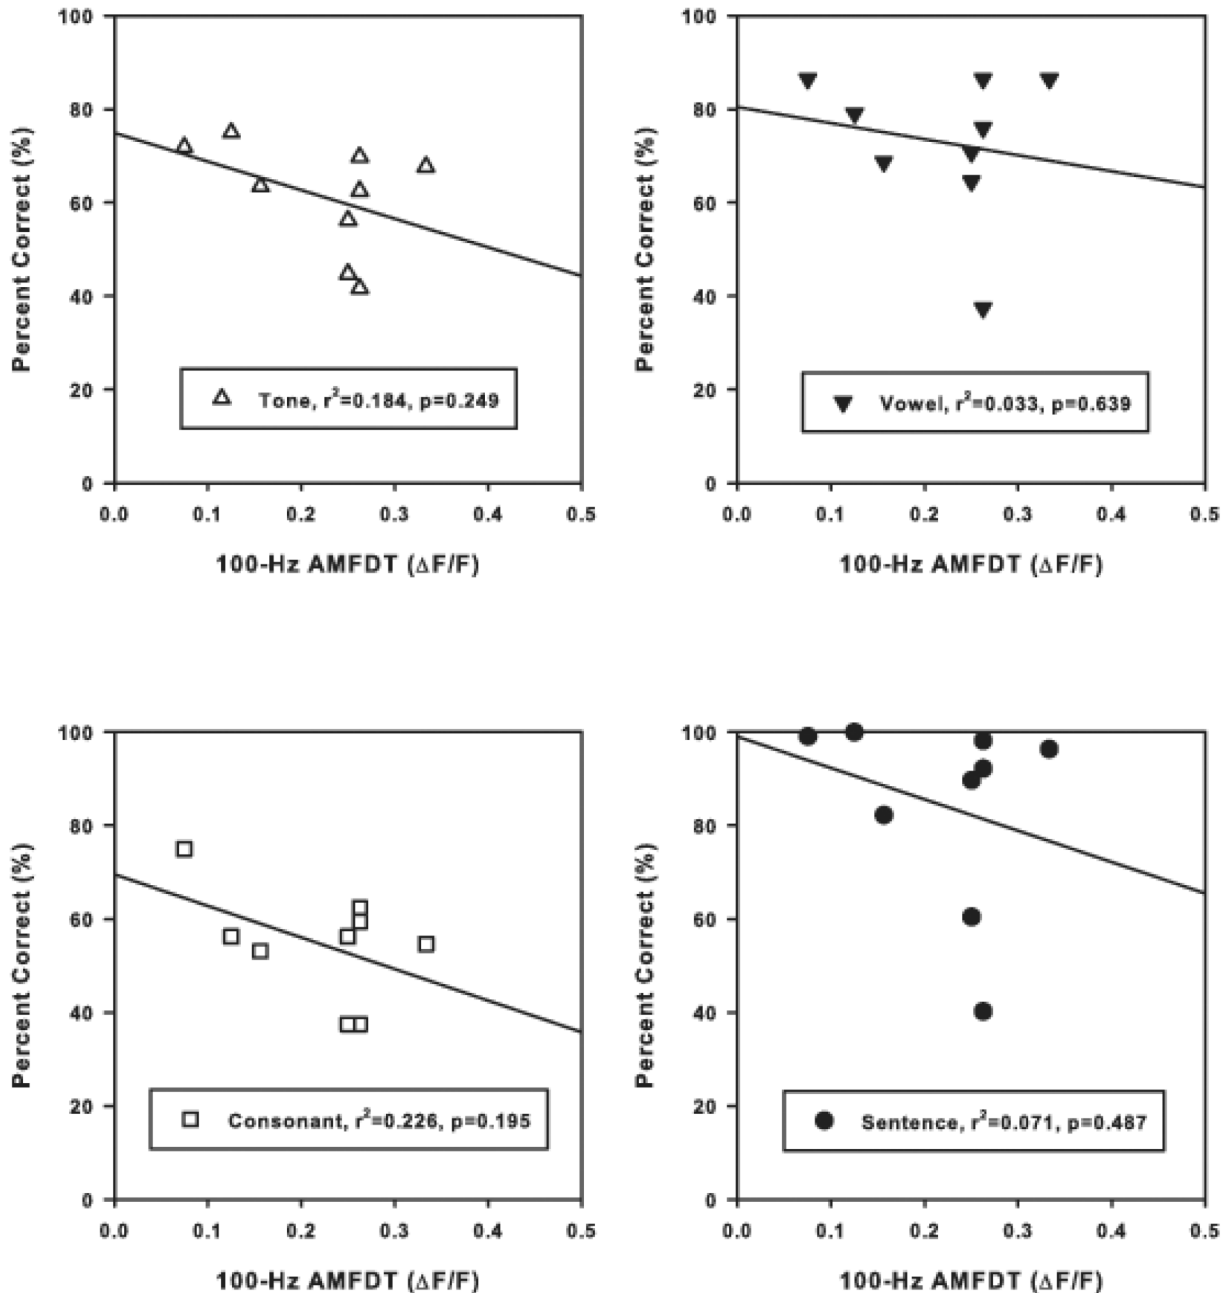 100
80
60
40
20
0
Percent Correct (%)
Tone, r²=0.184, p=0.249
0.0 0.1 0.2 0.3 0.4 0.5
100-Hz AMFDT (ΔF/F)
100
80
60
40
20
0
Percent Correct (%)
Vowel, r²=0.033, p=0.639
0.0 0.1 0.2 0.3 0.4 0.5
100-Hz AMFDT (ΔF/F)
100
80
60
40
20
0
Percent Correct (%)
Consonant, r²=0.226, p=0.195
0.0 0.1 0.2 0.3 0.4 0.5
100-Hz AMFDT (ΔF/F)
100
80
60
40
20
0
Percent Correct (%)
Sentence, r²=0.071, p=0.487
0.0 0.1 0.2 0.3 0.4 0.5
100-Hz AMFDT (ΔF/F)